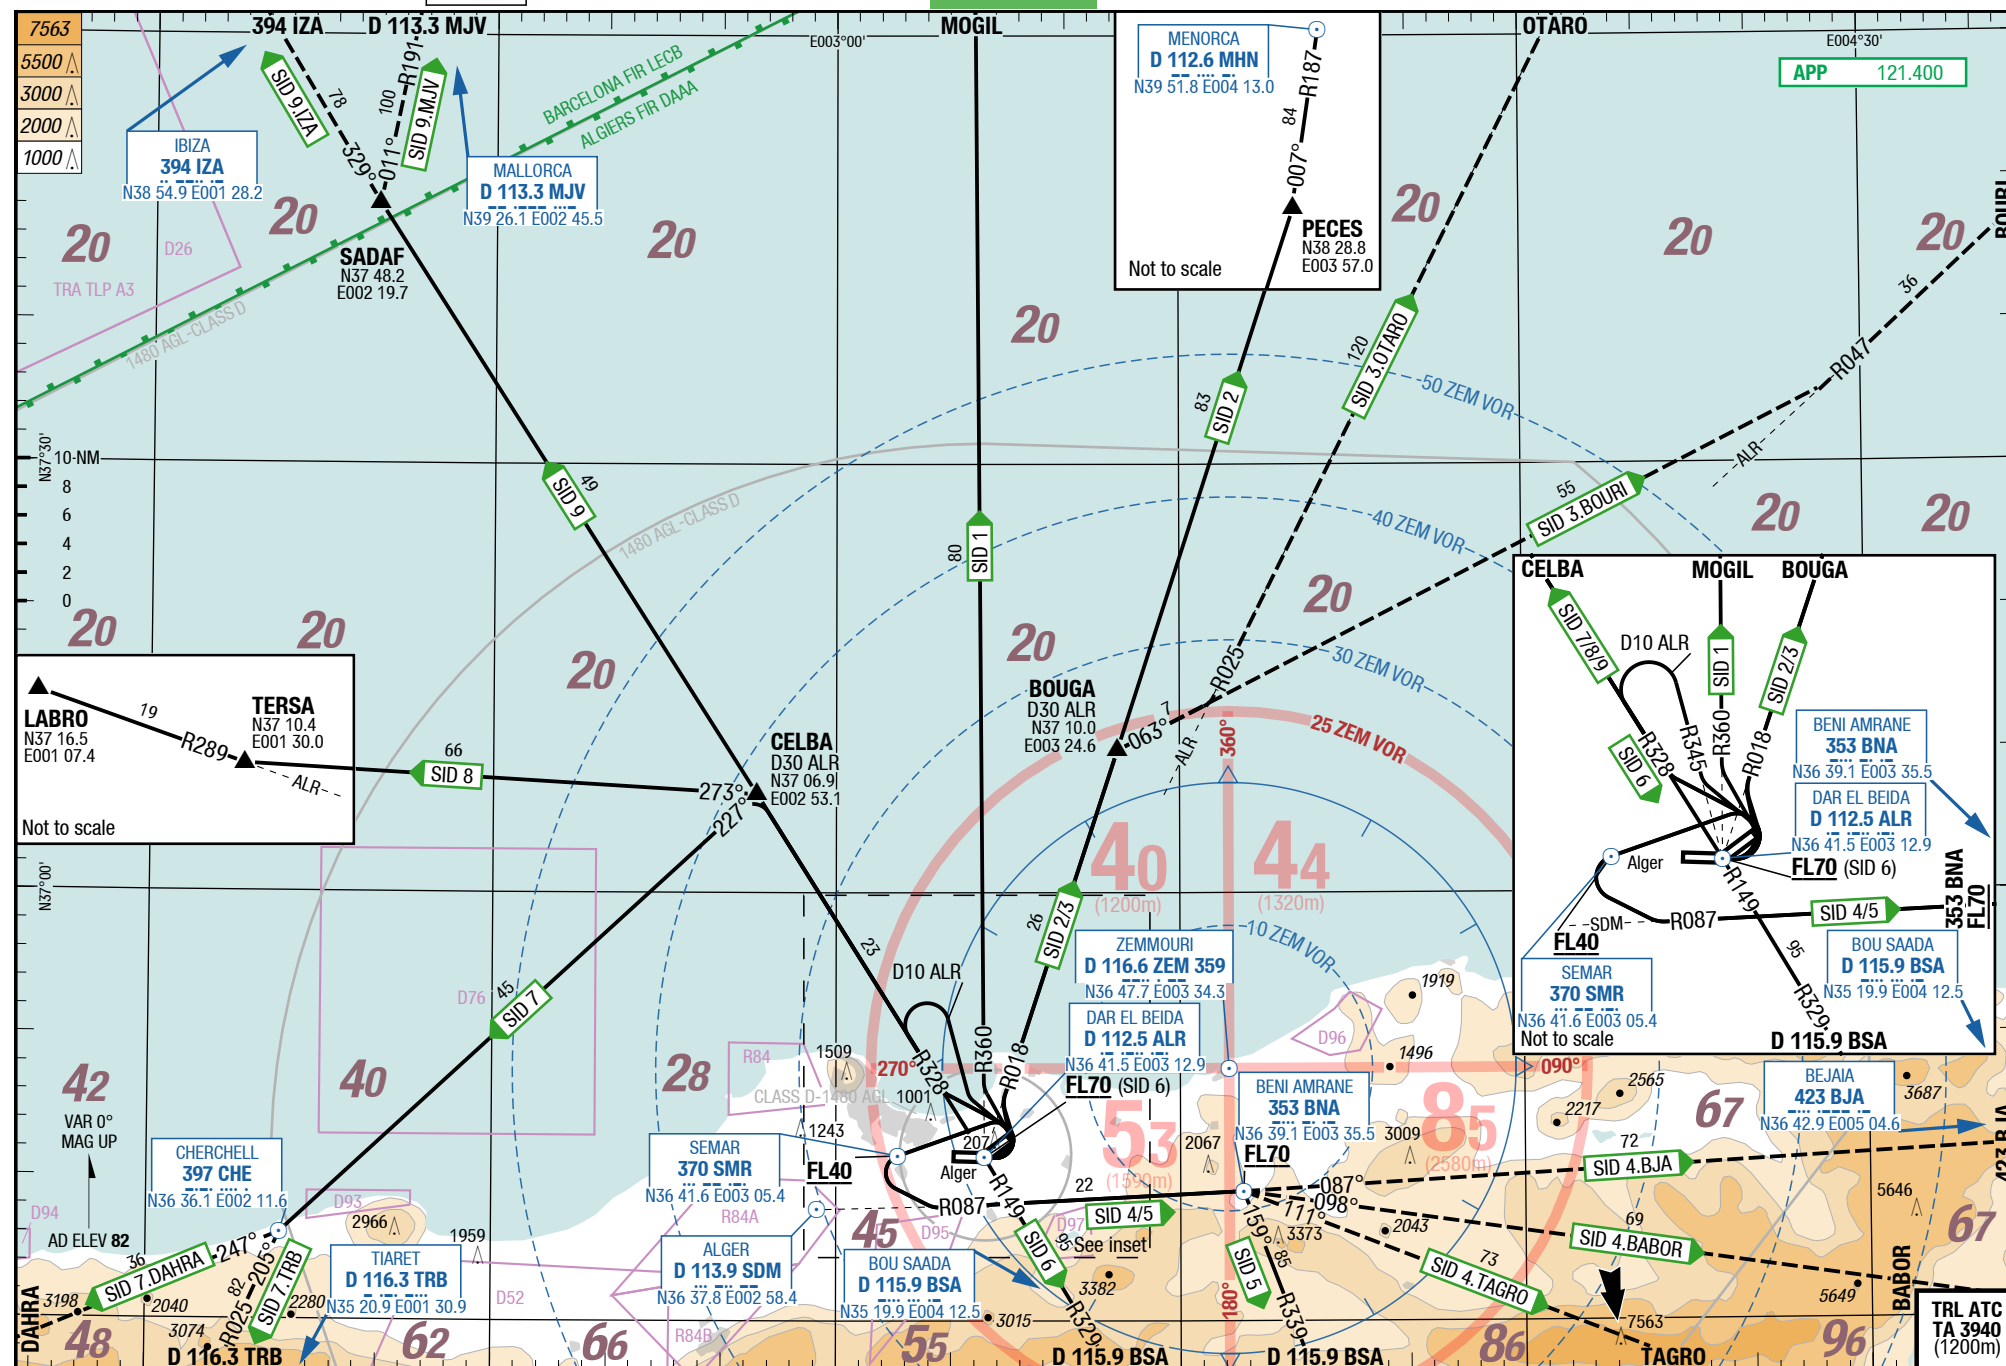 7563
5500
3000
2000
1000
394 IZA
D 113.3 MJV
MOGIL
OTARO
E003°00'
E004°30'
APP 121.400
MENORCA
D 112.6 MHN
N39 51.8 E004 13.0
R187
84
007°
PECES
N38 28.8
E003 57.0
Not to scale
IBIZA
394 IZA
N38 54.9 E001 28.2
SID 9.IZA
78
329°
R191
100
011°
SID 9.MJV
MALLORCA
D 113.3 MJV
N39 26.1 E002 45.5
BARCELONA FIR LECB
ALGIERS FIR DAAA
SADAF
N37 48.2
E002 19.7
20
20
20
20
20
20
20
D26
TRA TLP A3
1480 AGL-CLASS D
BOURI
36
R047
ALR
120
SID 3.OTARO
83
SID 2
50 ZEM VOR
40 ZEM VOR
30 ZEM VOR
25 ZEM VOR
10 ZEM VOR
N37°30'
10-NM
8
6
4
2
0
49
SID 9
1480 AGL-CLASS D
80
SID 1
55
SID 3.BOURI
20
20
20
20
20
20
20
LABRO
N37 16.5
E001 07.4
19
R289
TERSA
N37 10.4
E001 30.0
ALR
Not to scale
66
SID 8
273°
227°
CELBA
D30 ALR
N37 06.9
E002 53.1
BOUGA
D30 ALR
N37 10.0
E003 24.6
063°
7
R025
ALR
360°
CELBA
MOGIL
BOUGA
SID 7/8/9
D10 ALR
SID 1
SID 2/3
SID 6
R328
R345
R360
R018
BENI AMRANE
353 BNA
N36 39.1 E003 35.5
DAR EL BEIDA
D 112.5 ALR
N36 41.5 E003 12.9
Alger
FL70 (SID 6)
R149
SDM
R087
SID 4/5
353 BNA
FL70
FL40
SEMAR
370 SMR
N36 41.6 E003 05.4
Not to scale
95
R329
BOU SAADA
D 115.9 BSA
N35 19.9 E004 12.5
D 115.9 BSA
N37°00'
40
(1200m)
44
(1320m)
26
SID 2/3
23
D10 ALR
D76
45
SID 7
ZEMMOURI
D 116.6 ZEM 359
N36 47.7 E003 34.3
DAR EL BEIDA
D 112.5 ALR
N36 41.5 E003 12.9
FL70 (SID 6)
1919
D96
1496
090°
2565
2217
3687
42
VAR 0°
MAG UP
40
28
R84
1509
270°
CLASS D-1480 AGL
1001
R328
R360
R018
1243
207
Alger
53
(1590m)
2067
BENI AMRANE
353 BNA
N36 39.1 E003 35.5
FL70
3009
85
(2580m)
67
BEJAIA
423 BJA
N36 42.9 E005 04.6
72
SID 4.BJA
423 BJA
CHERCHELL
397 CHE
N36 36.1 E002 11.6
SEMAR
370 SMR
N36 41.6 E003 05.4
FL40
R84A
R087
R149
22
SID 4/5
087°
098°
111°
159°
D94
D93
2966
1959
AD ELEV 82
36
SID 7.DAHRA
247°
205°
82
R025
SID 7.TRB
TIARET
D 116.3 TRB
N35 20.9 E001 30.9
D52
ALGER
D 113.9 SDM
N36 37.8 E002 58.4
R84B
45
D
D95
D97
BOU SAADA
D 115.9 BSA
N35 19.9 E004 12.5
SID 6
95
See inset
3382
3015
R329
SID 5
85
3373
R339
180°
2043
69
SID 4.BABOR
73
SID 4.TAGRO
5646
67
5649
7563
DAHRA
3198
2040
3074
2280
48
D 116.3 TRB
62
66
55
D 115.9 BSA
D 115.9 BSA
86
TAGRO
96
BABOR
TRL ATC
TA 3940
(1200m)